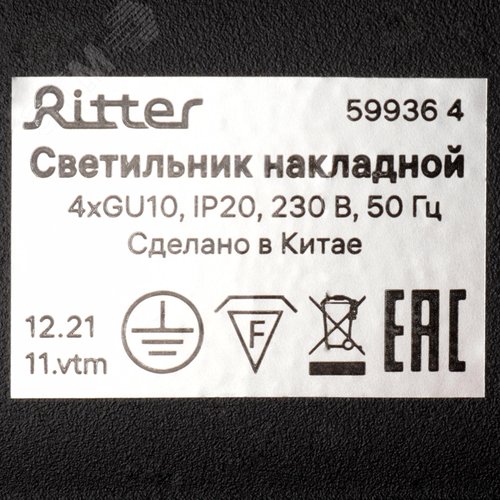 Ritter 59936 4
Светильник накладной
4xGU10, IP20, 230 В, 50 Гц
Сделано в Китае
12.21
11.vtm
F
EAC